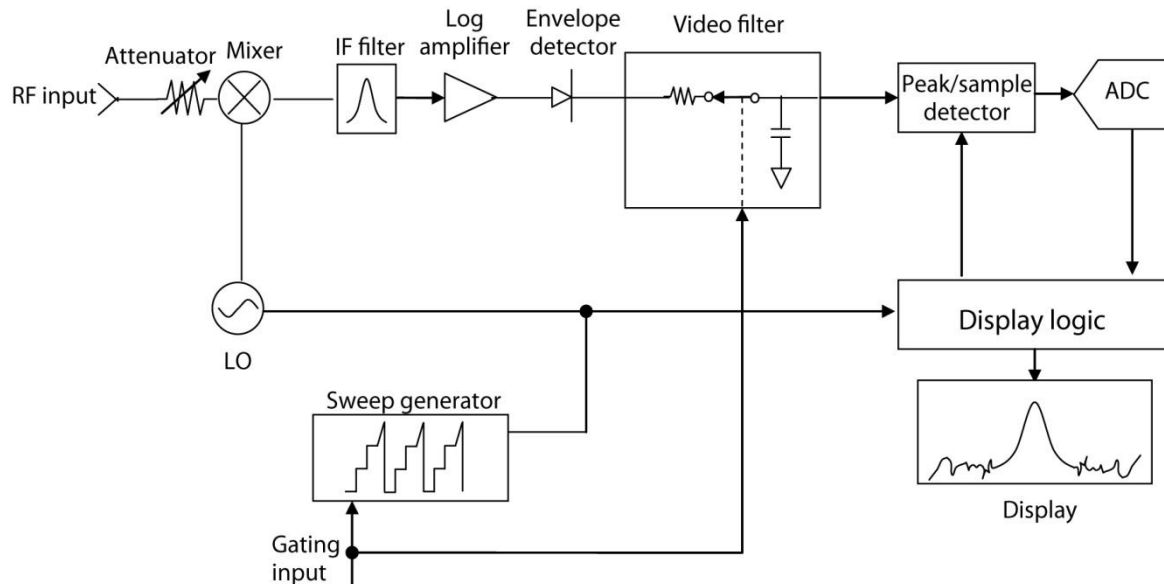 RF input
Attenuator
Mixer
IF filter
Log
amplifier
Envelope
detector
Video filter
Peak/sample
detector
ADC
LO
Display logic
Sweep generator
Display
Gating
input